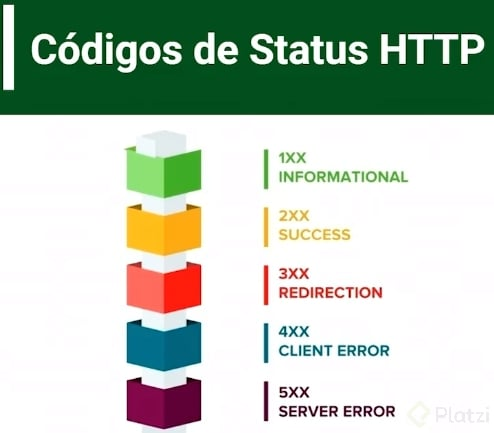 Códigos de Status HTTP
1XX
INFORMATIONAL
2XX
SUCCESS
3XX
REDIRECTION
4XX
CLIENT ERROR
5XX
SERVER ERROR
Platzi